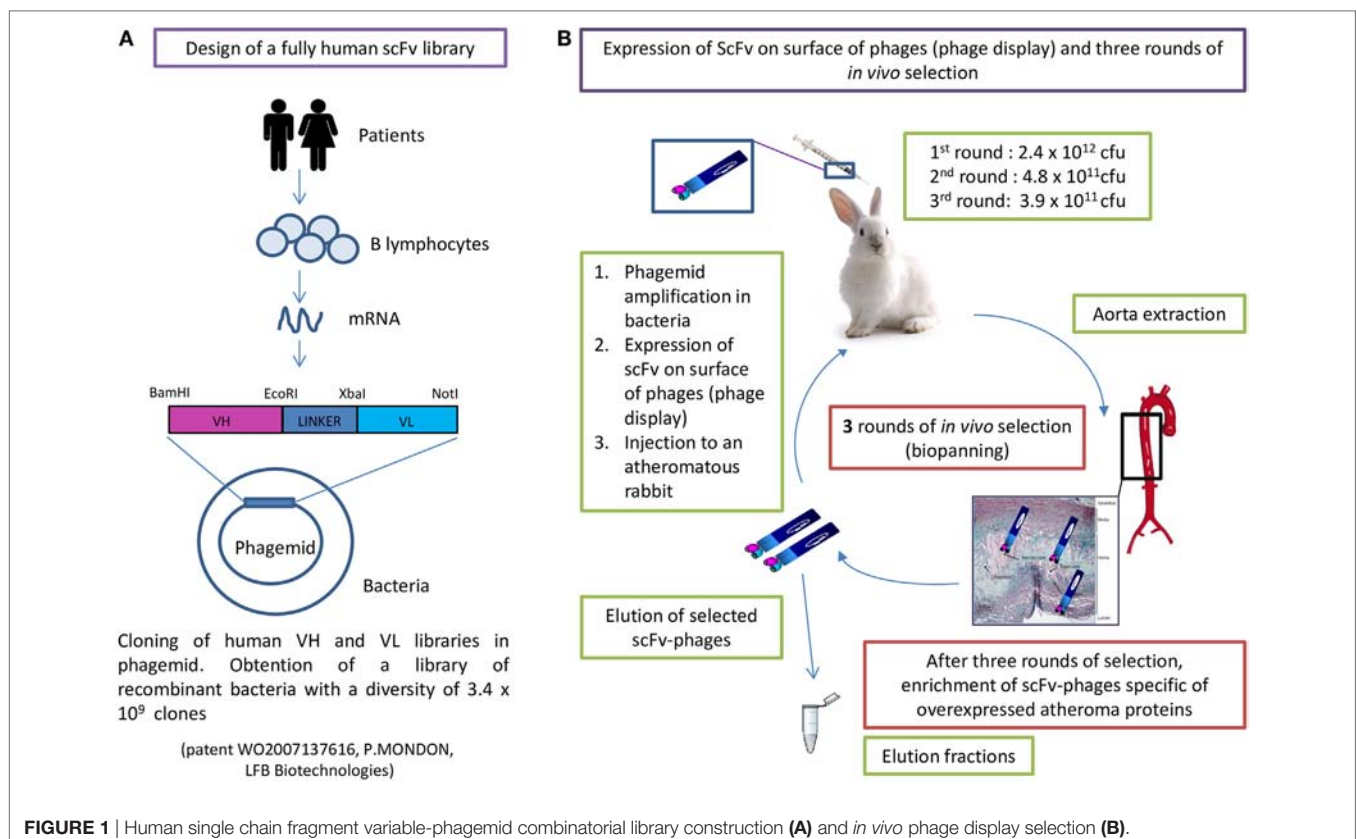 A
Design of a fully human scFv library
Patients
B lymphocytes
mRNA
BamHI EcoRI XbaI NotI
VH LINKER VL
Phagemid
Bacteria
Cloning of human VH and VL libraries in
phagemid. Obtention of a library of
recombinant bacteria with a diversity of 3.4 x
10⁹ clones
(patent WO2007137616, P.MONDON,
LFB Biotechnologies)
B
Expression of ScFv on surface of phages (phage display) and three rounds of
in vivo selection
1st round : 2.4 x 10¹² cfu
2nd round : 4.8 x 10¹¹cfu
3rd round: 3.9 x 10¹¹ cfu
1. Phagemid
amplification in
bacteria
2. Expression of
scFv on surface
of phages (phage
display)
3. Injection to an
atheromatous
rabbit
Aorta extraction
3 rounds of in vivo selection
(biopanning)
Elution of selected
scFv-phages
After three rounds of selection,
enrichment of scFv-phages specific of
overexpressed atheroma proteins
Elution fractions
FIGURE 1 | Human single chain fragment variable-phagemid combinatorial library construction (A) and in vivo phage display selection (B).